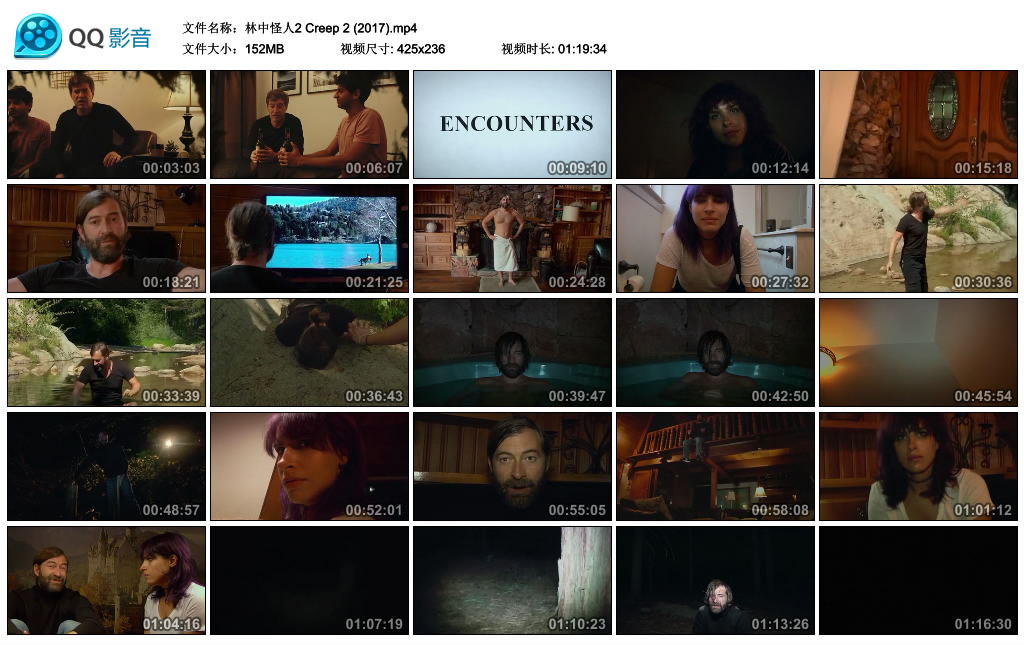 QQ 影音
文件名称: 林中怪人2 Creep 2 (2017).mp4
文件大小: 152MB 视频尺寸: 425x236 视频时长: 01:19:34
00:03:03 00:06:07 ENCOUNTERS 00:09:10 00:12:14 00:15:18
00:18:21 00:21:25 00:24:28 00:27:32 00:30:36
00:33:39 00:36:43 00:39:47 00:42:50 00:45:54
00:48:57 00:52:01 00:55:05 00:58:08 01:01:12
01:04:16 01:07:19 01:10:23 01:13:26 01:16:30